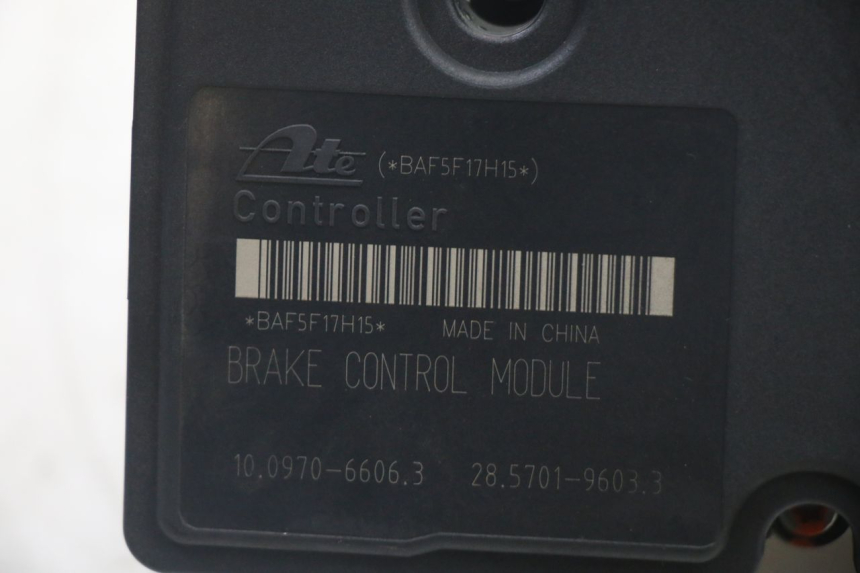 Ate (*BAF5F17H15*)
Controller
*BAF5F17H15* MADE IN CHINA
BRAKE CONTROL MODULE
10.0970-6606.3 28.5701-9603.3